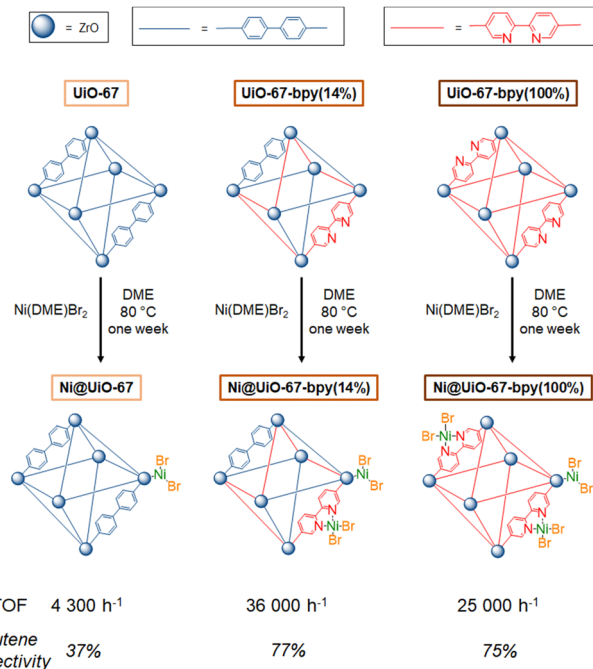 = ZrO
=
=
N
N
UiO-67
UiO-67-bpy(14%)
UiO-67-bpy(100%)
N
N
N
N
N
N
Ni(DME)Br₂
DME
80 °C
one week
Ni(DME)Br₂
DME
80 °C
one week
Ni(DME)Br₂
DME
80 °C
one week
Ni@UiO-67
Ni@UiO-67-bpy(14%)
Ni@UiO-67-bpy(100%)
Br
Ni
Br
Br
Ni
Br
N
N
Ni
Br
Br
Br
Br
Ni
N
N
Br
Ni
Br
N
N
Ni
Br
Br
OF 4 300 h⁻¹ 36 000 h⁻¹ 25 000 h⁻¹
utene
ectivity 37% 77% 75%